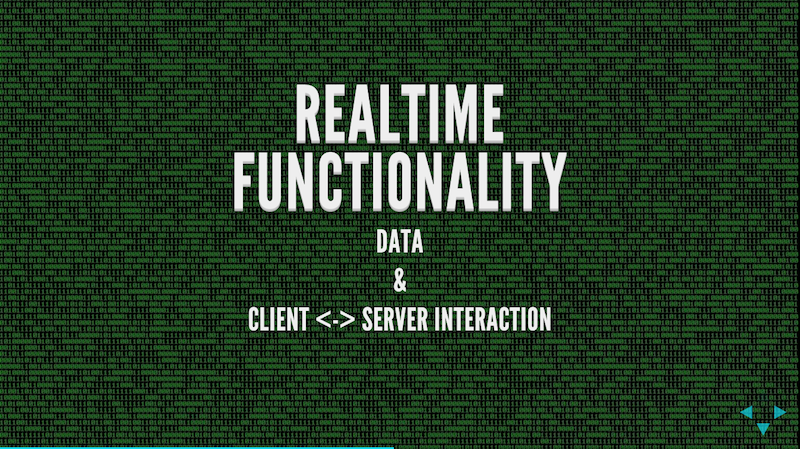 REALTIME
FUNCTIONALITY
DATA
&
CLIENT <-> SERVER INTERACTION